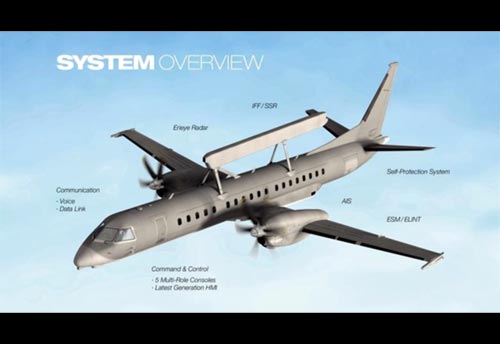 SYSTEM OVERVIEW
IFF / SSR
Erieye Radar
Self-Protection System
Communication
- Voice
- Data Link
AIS
ESM / ELINT
Command & Control
- 5 Multi-Role Consoles
- Latest Generation HMI